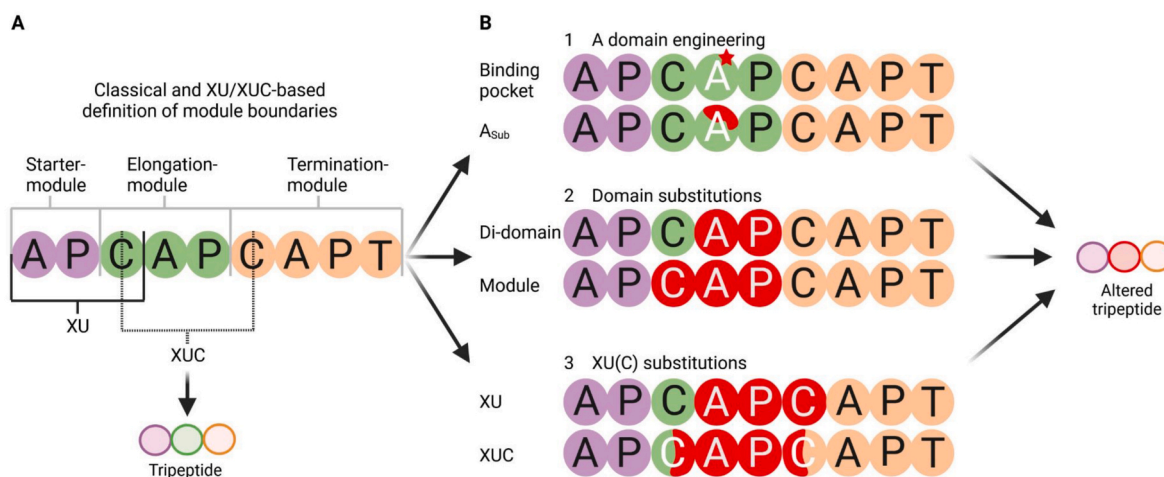 A
Classical and XU/XUC-based
definition of module boundaries
Starter-
module
Elongation-
module
Termination-
module
A P C A P C A P T
XU
XUC
Tripeptide
B
1 A domain engineering
Binding
pocket
A P C A P C A P T
ASub
A P C A P C A P T
2 Domain substitutions
Di-domain
A P C A P C A P T
Module
A P C A P C A P T
3 XU(C) substitutions
XU
A P C A P C A P T
XUC
A P C A P C A P T
Altered
tripeptide